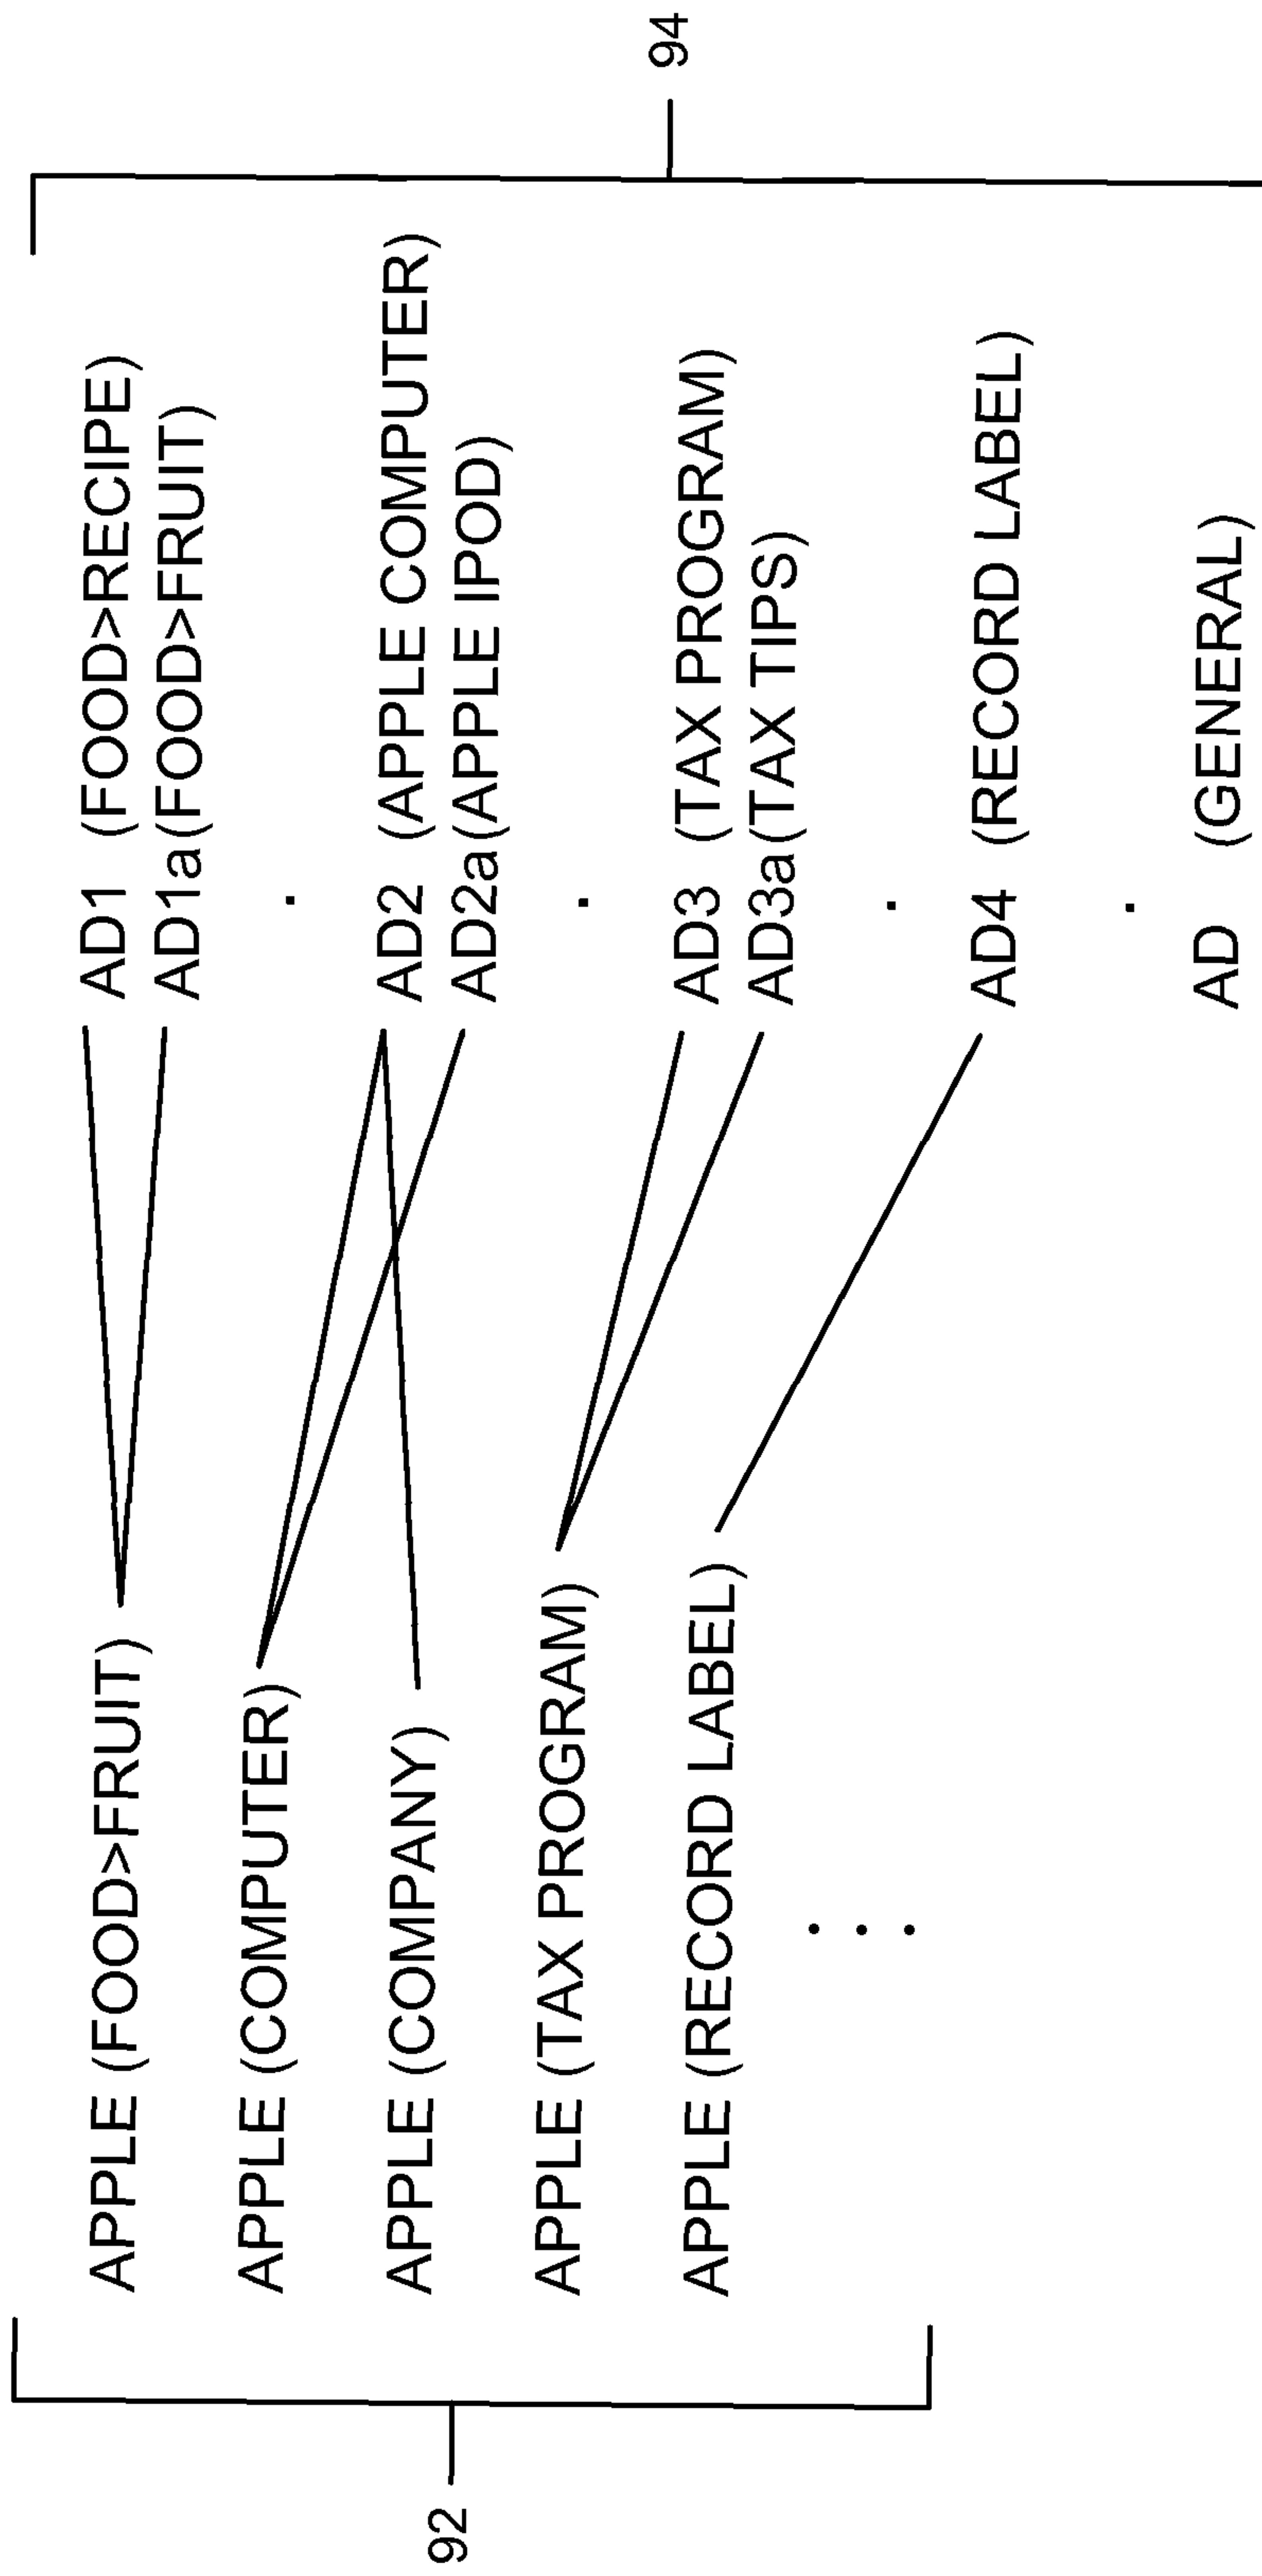 92
APPLE (FOOD>FRUIT)
APPLE (COMPUTER)
APPLE (COMPANY)
APPLE (TAX PROGRAM)
APPLE (RECORD LABEL)
AD1 (FOOD>RECIPE)
AD1a(FOOD>FRUIT)
AD2 (APPLE COMPUTER)
AD2a(APPLE IPOD)
AD3 (TAX PROGRAM)
AD3a(TAX TIPS)
AD4 (RECORD LABEL)
AD (GENERAL)
94